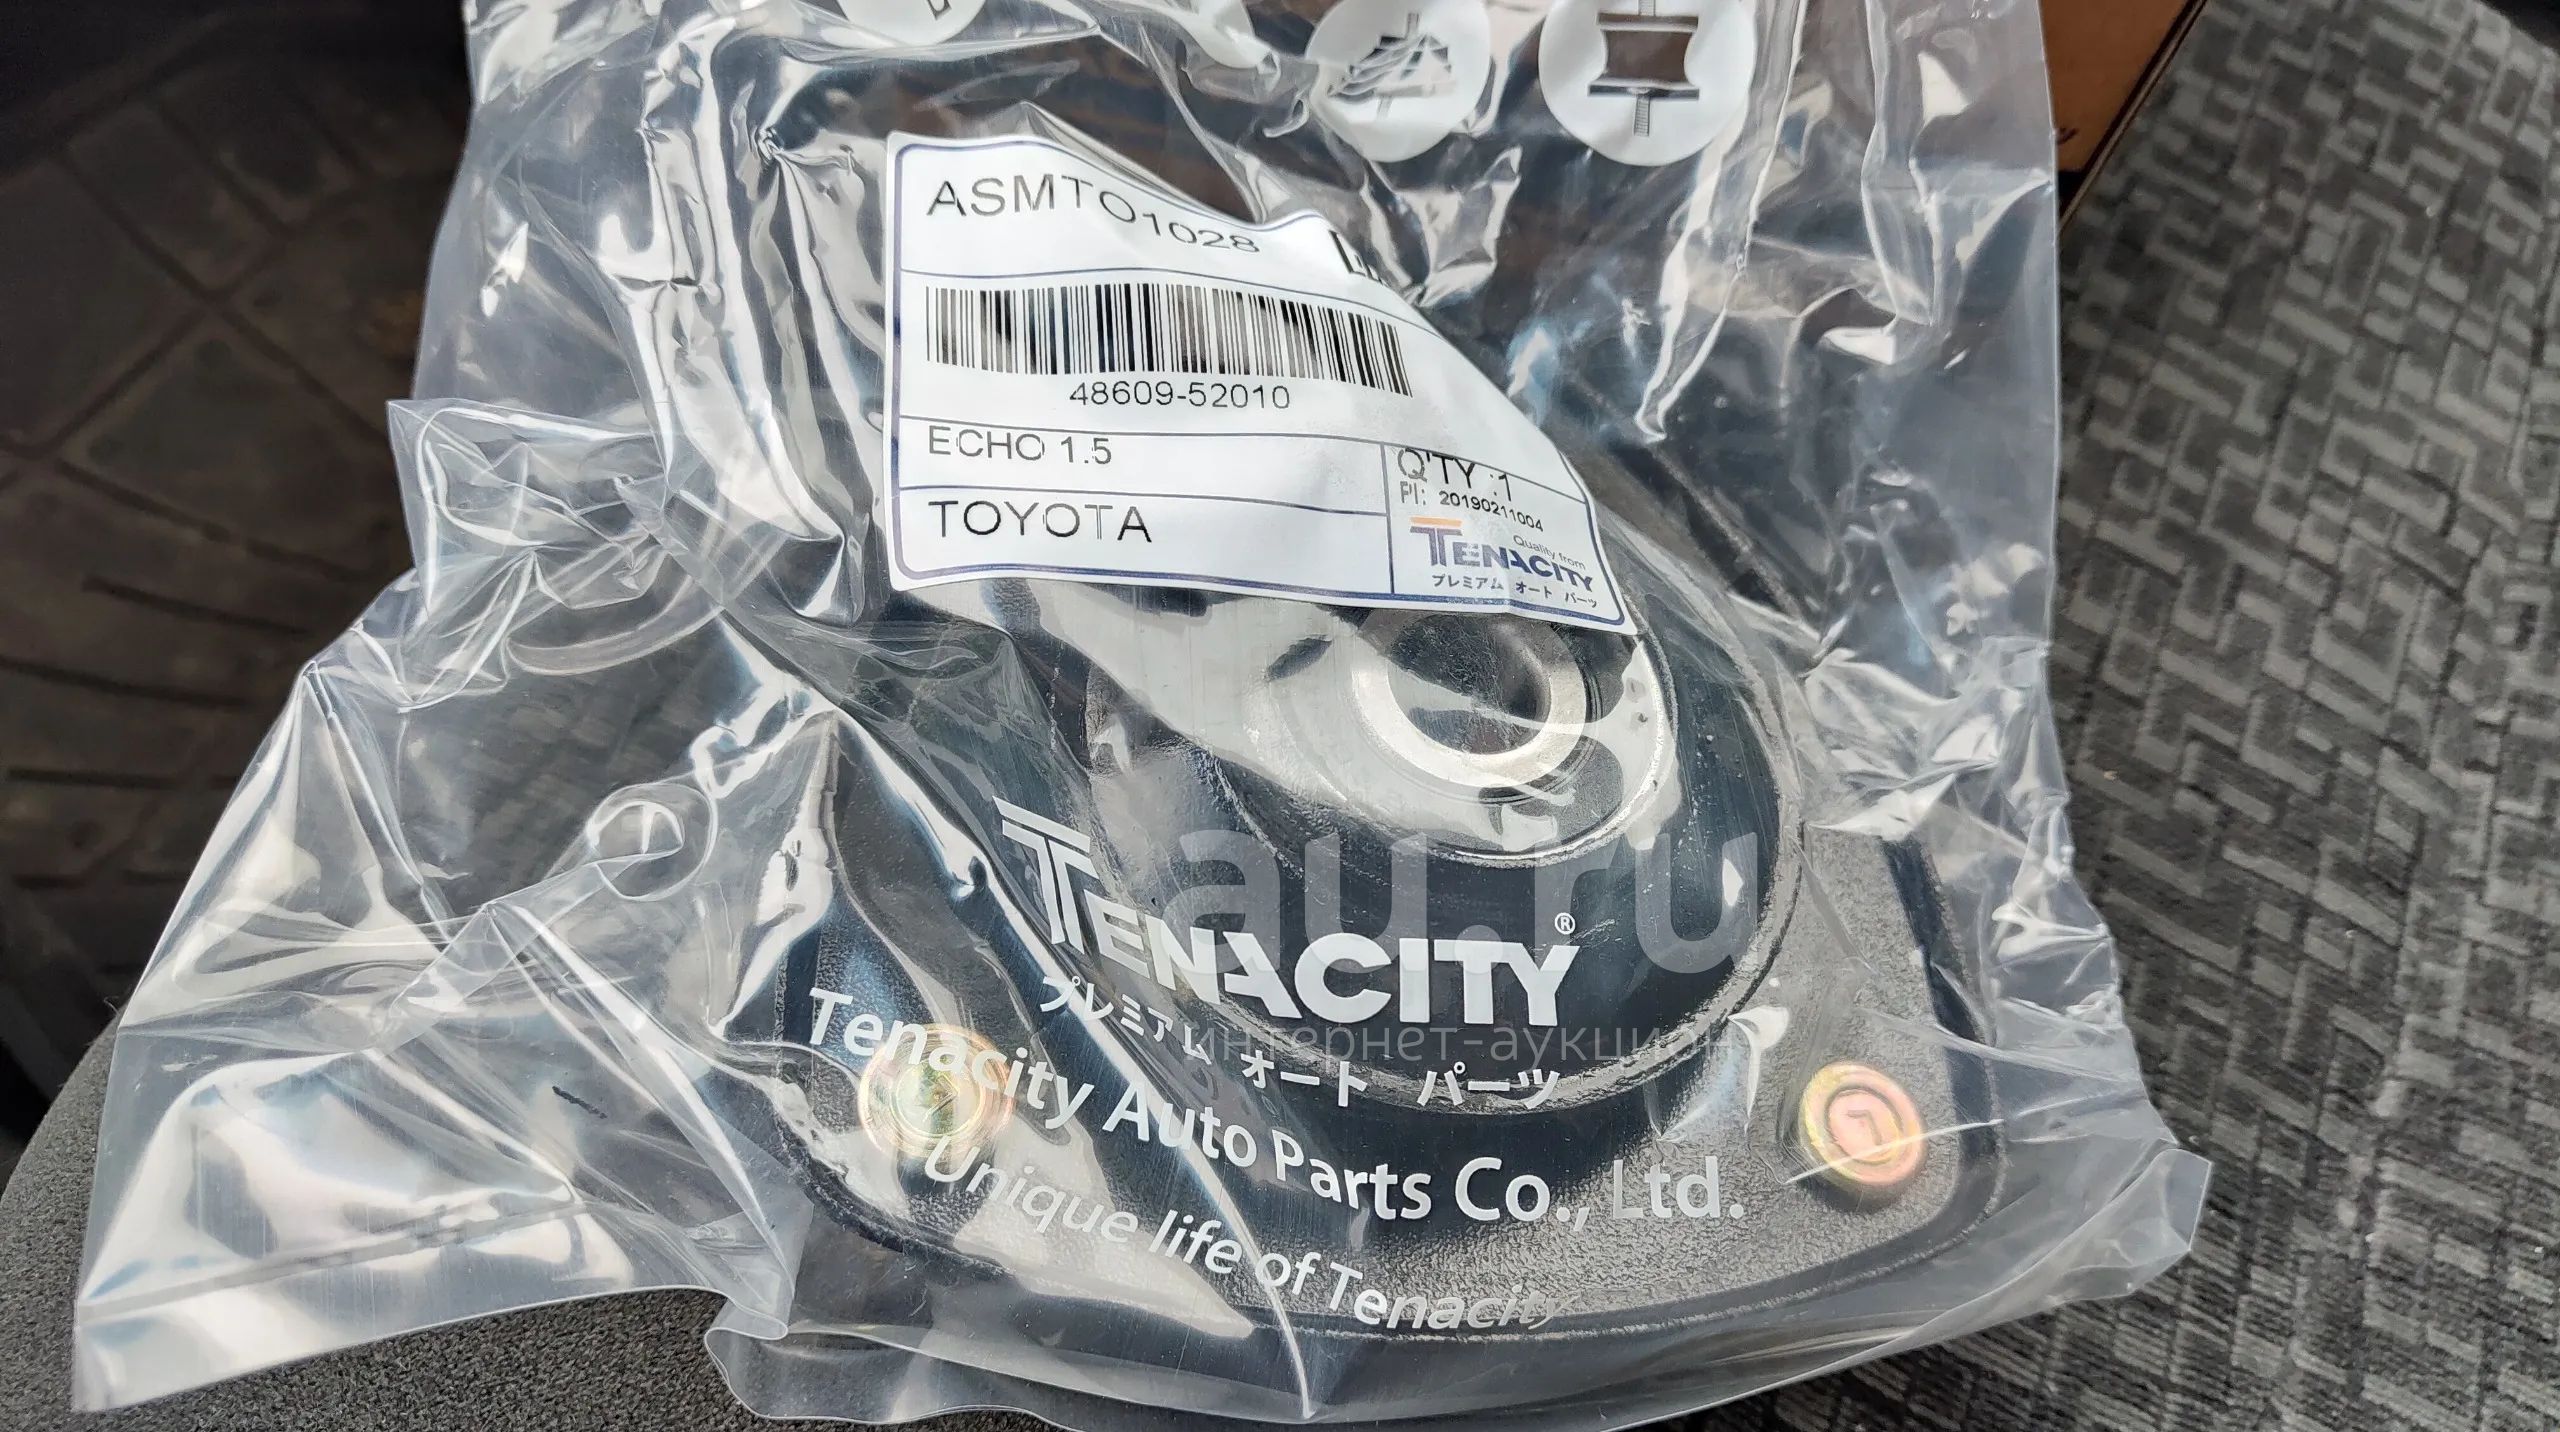 ASMTO1028
48609-52010
ECHO 1.5
Q'TY :1
PI: 20190211004
TOYOTA
Quality from
TENACITY
プレミアム オート パーツ
TENACITY®
プレミアム オート パーツ
au.ru
интернет-аукцион
Tenacity Auto Parts Co., Ltd.
Unique life of Tenacity